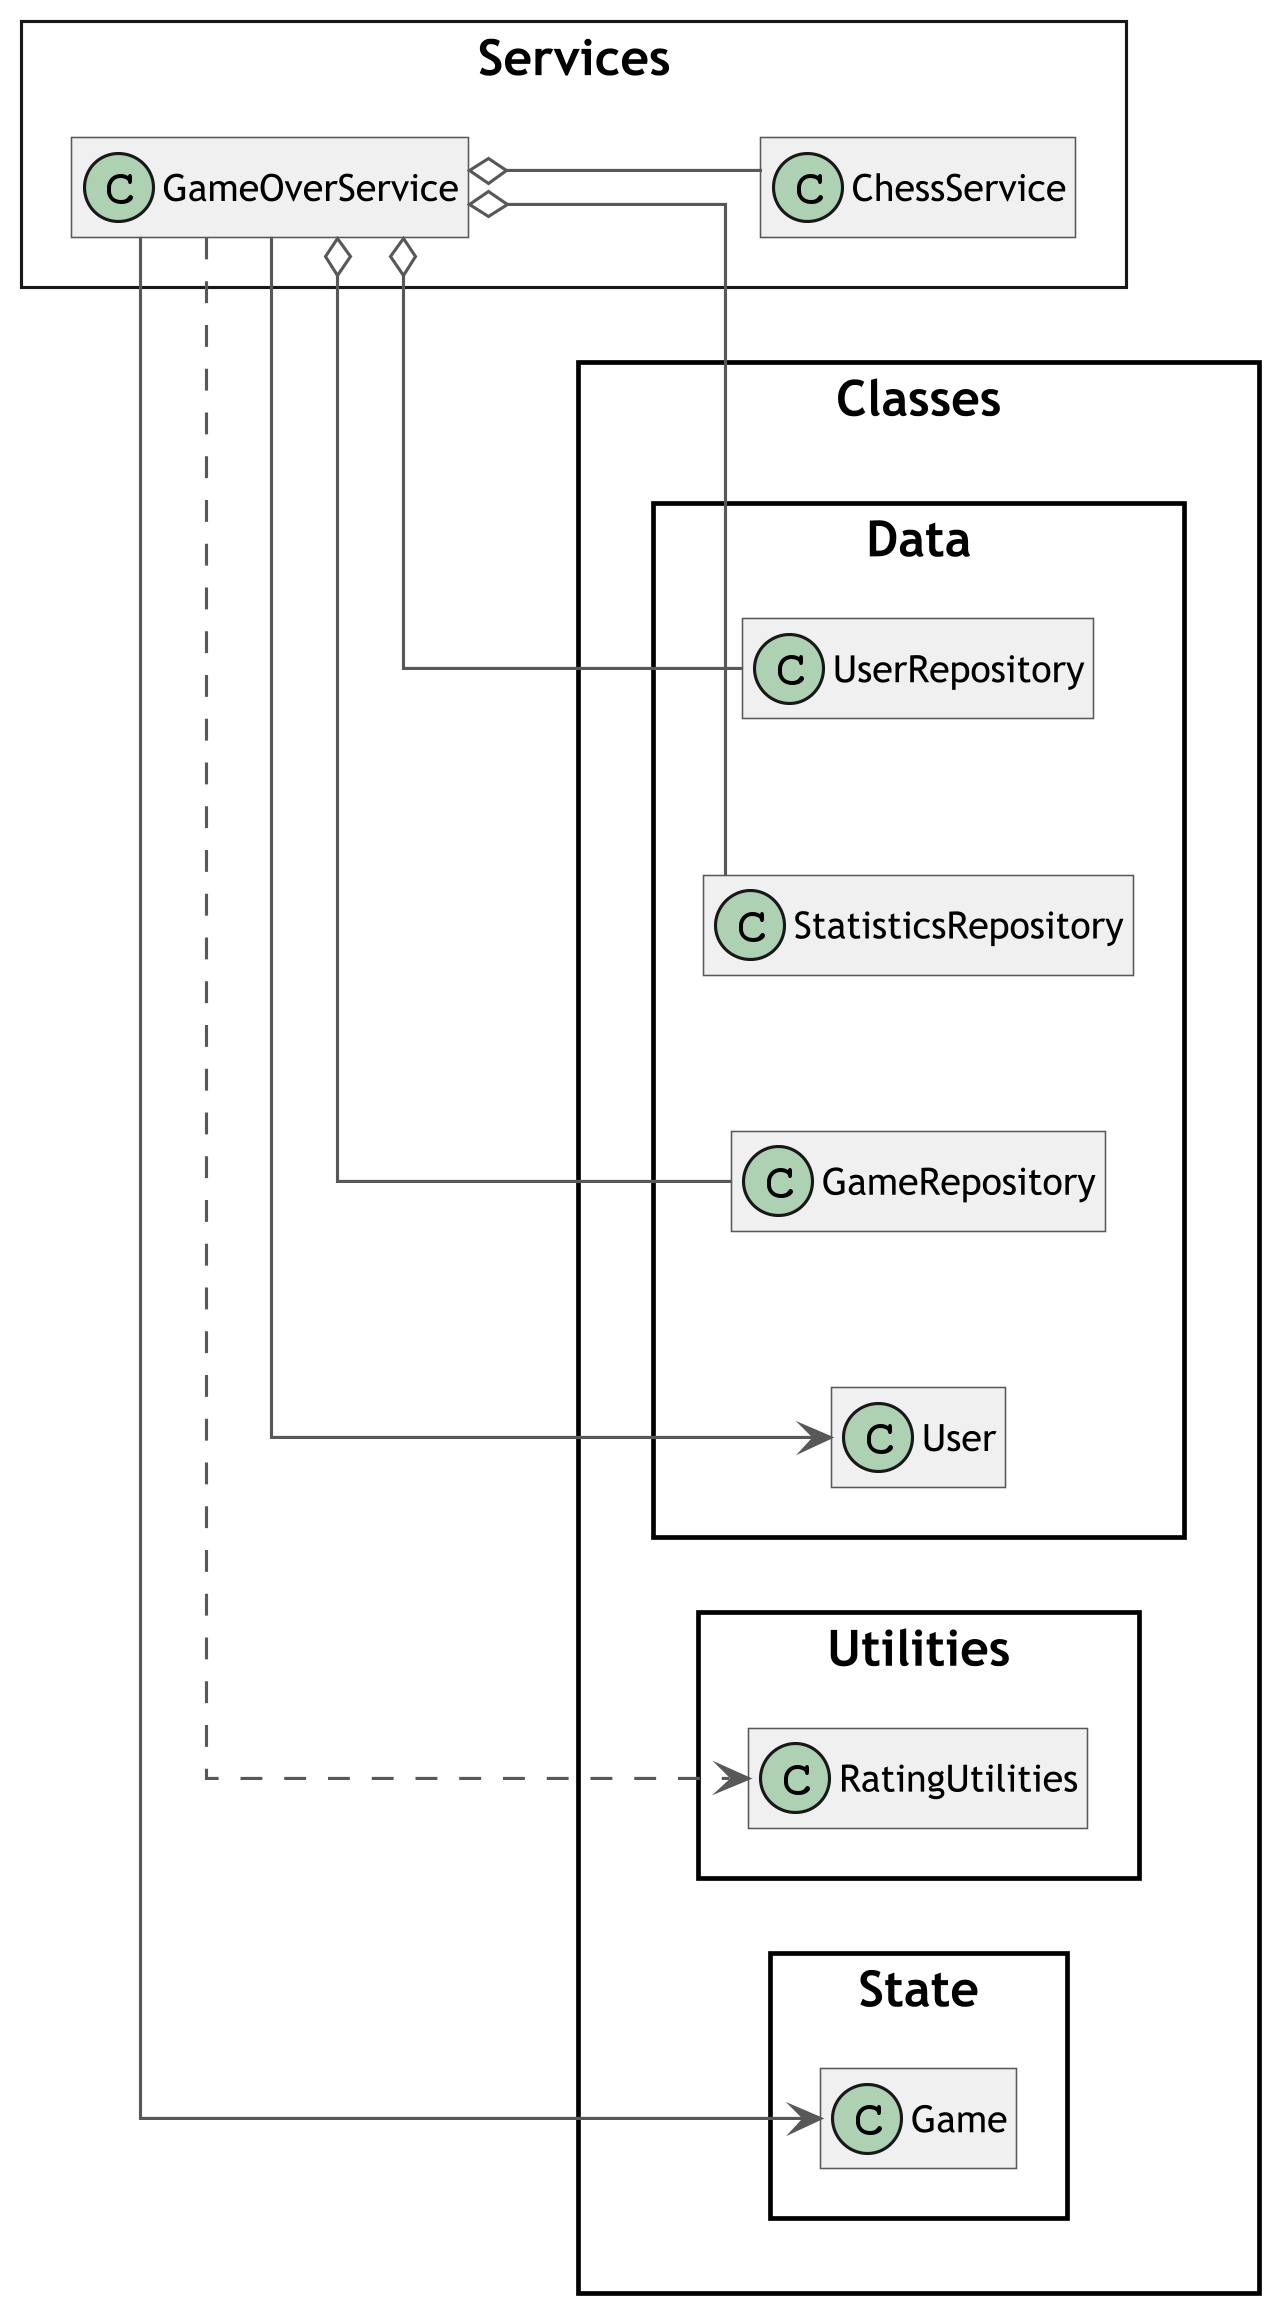 Services
C GameOverService
C ChessService
Classes
Data
C UserRepository
C StatisticsRepository
C GameRepository
C User
Utilities
C RatingUtilities
State
C Game